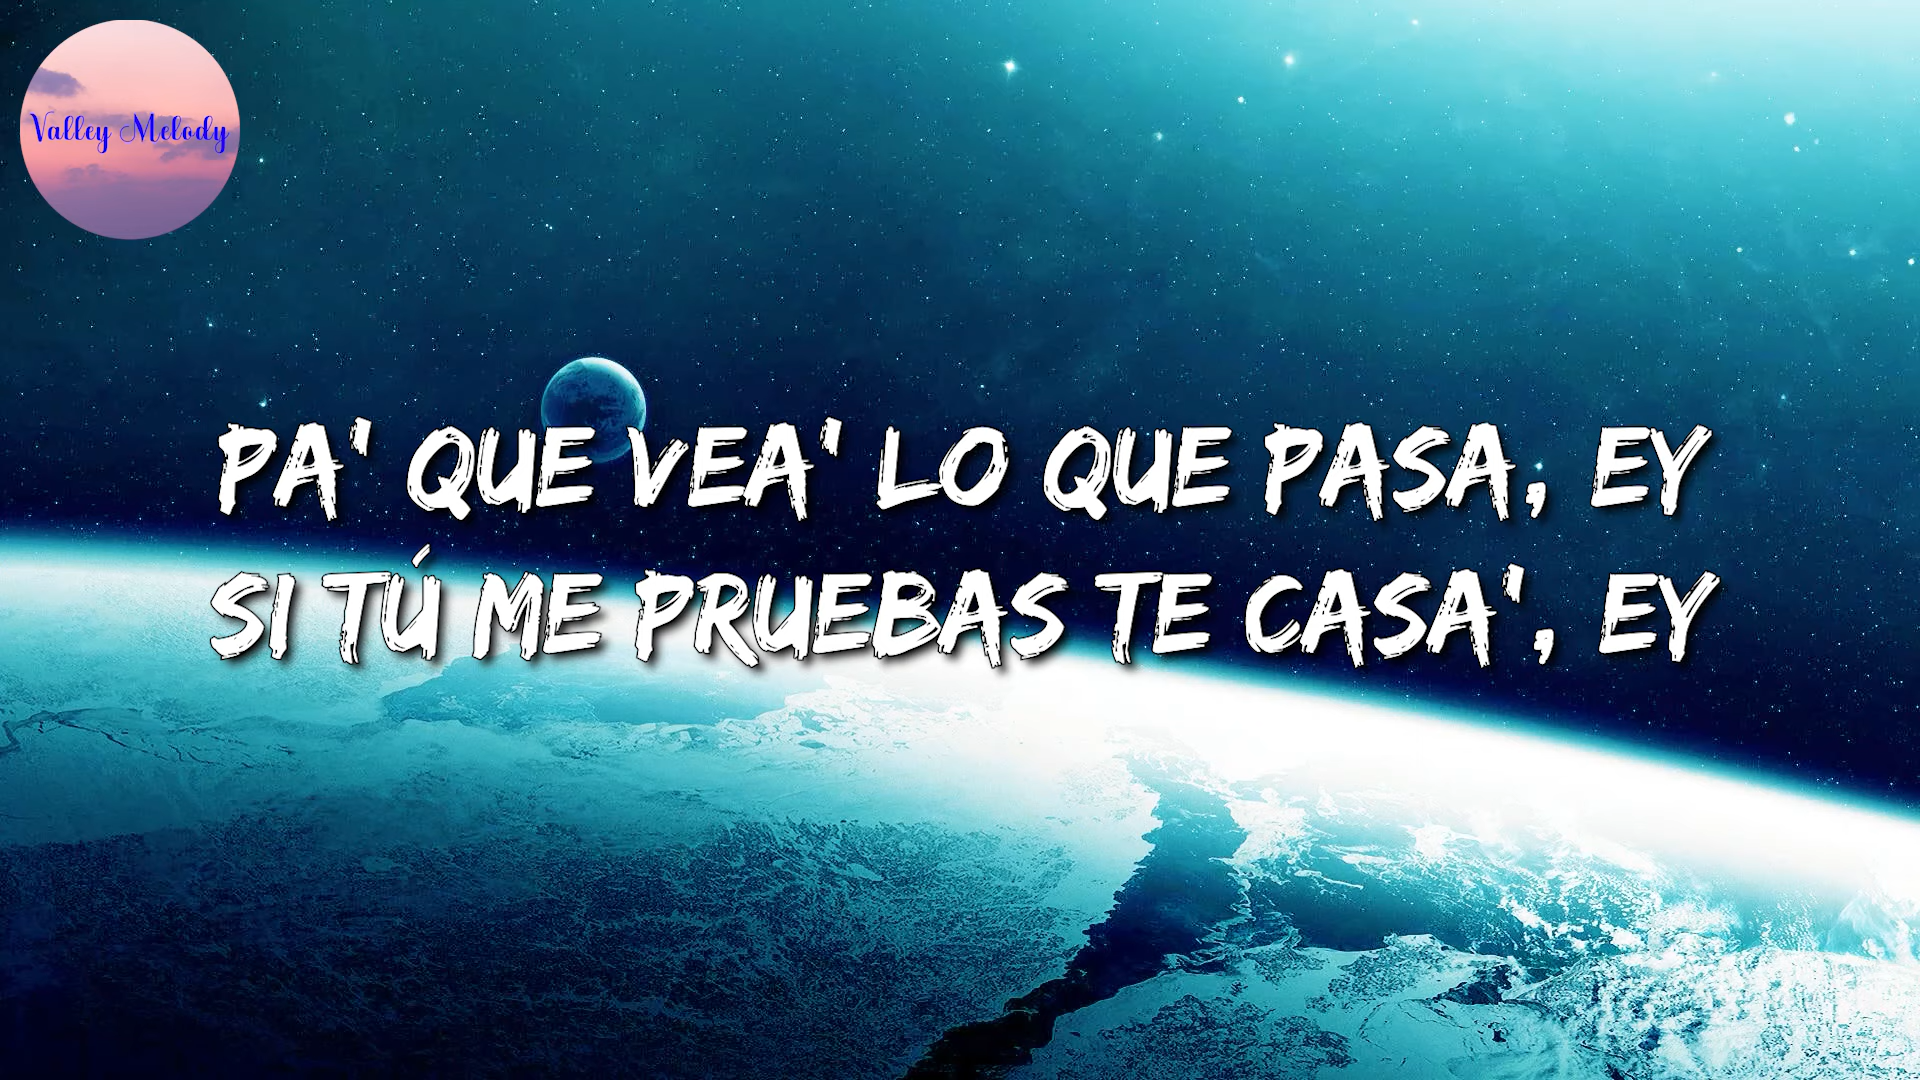 Valley Melody
PA' QUE VEA' LO QUE PASA, EY
SI TÚ ME PRUEBAS TE CASA', EY